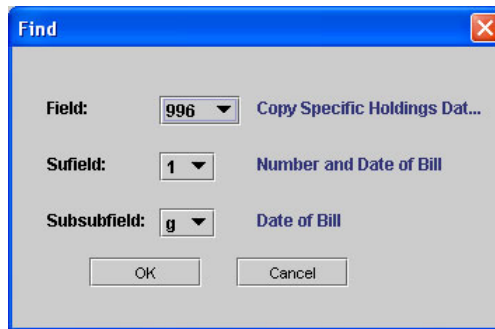 Find
Field: 996 Copy Specific Holdings Dat...
Sufield: 1 Number and Date of Bill
Subsubfield: g Date of Bill
OK Cancel